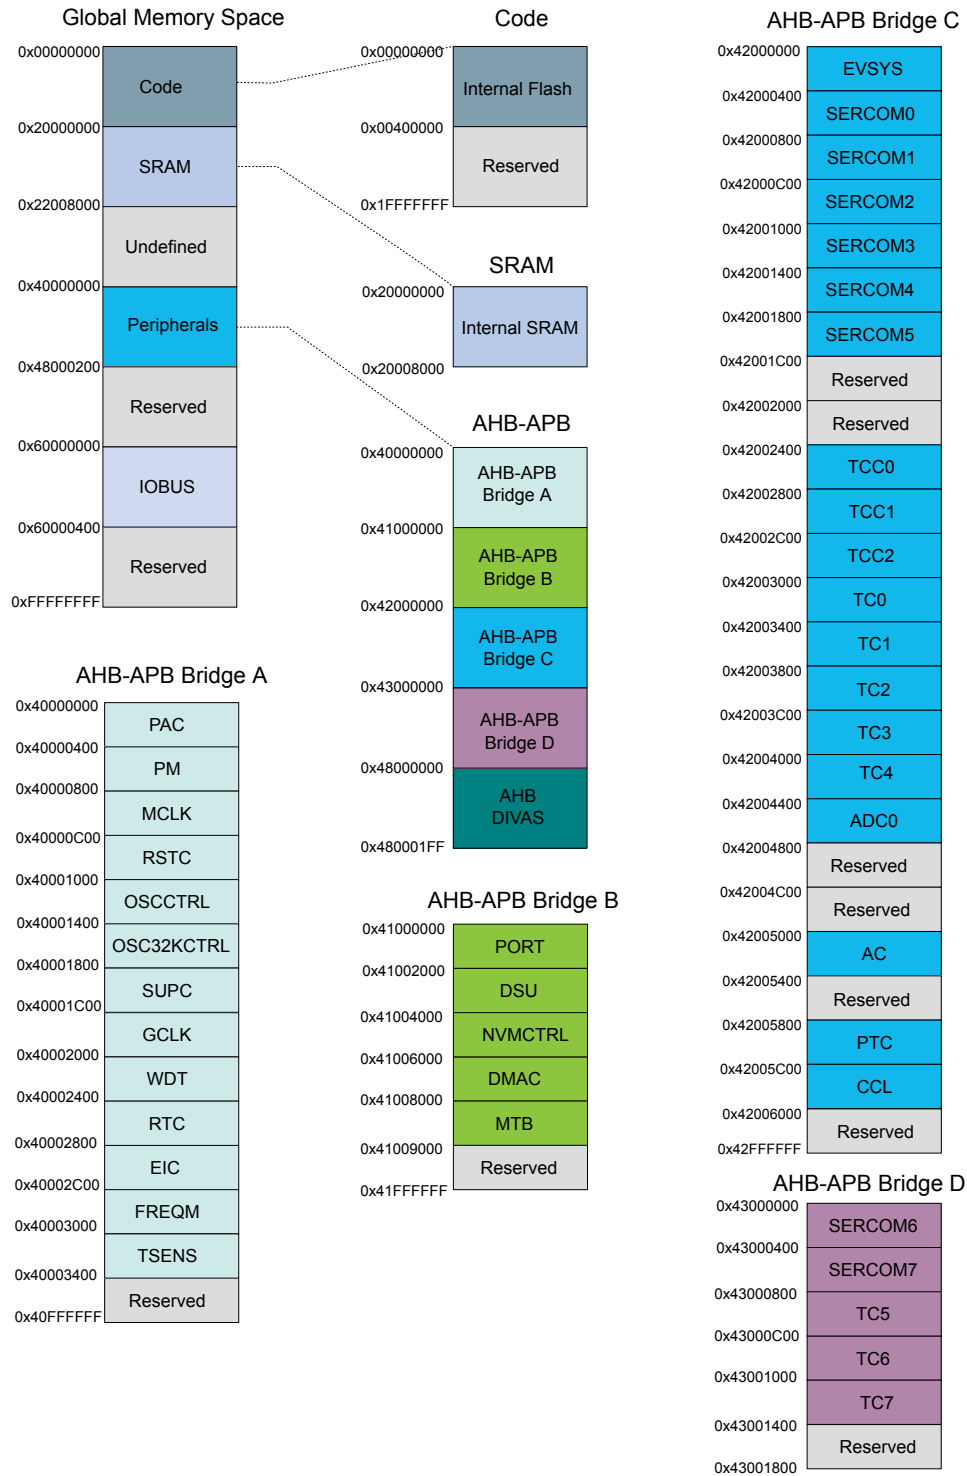 Global Memory Space
0x00000000
Code
0x20000000
SRAM
0x22008000
Undefined
0x40000000
Peripherals
0x48000200
Reserved
0x60000000
IOBUS
0x60000400
Reserved
0xFFFFFFFF
Code
0x00000000
Internal Flash
0x00400000
Reserved
0x1FFFFFFF
SRAM
0x20000000
Internal SRAM
0x20008000
AHB-APB
0x40000000
AHB-APB
Bridge A
0x41000000
AHB-APB
Bridge B
0x42000000
AHB-APB
Bridge C
0x43000000
AHB-APB
Bridge D
0x48000000
AHB
DIVAS
0x480001FF
AHB-APB Bridge A
0x40000000
PAC
0x40000400
PM
0x40000800
MCLK
0x40000C00
RSTC
0x40001000
OSCCTRL
0x40001400
OSC32KCTRL
0x40001800
SUPC
0x40001C00
GCLK
0x40002000
WDT
0x40002400
RTC
0x40002800
EIC
0x40002C00
FREQM
0x40003000
TSENS
0x40003400
Reserved
0x40FFFFFF
AHB-APB Bridge B
0x41000000
PORT
0x41002000
DSU
0x41004000
NVMCTRL
0x41006000
DMAC
0x41008000
MTB
0x41009000
Reserved
0x41FFFFFF
AHB-APB Bridge C
0x42000000
EVSYS
0x42000400
SERCOM0
0x42000800
SERCOM1
0x42000C00
SERCOM2
0x42001000
SERCOM3
0x42001400
SERCOM4
0x42001800
SERCOM5
0x42001C00
Reserved
0x42002000
Reserved
0x42002400
TCC0
0x42002800
TCC1
0x42002C00
TCC2
0x42003000
TC0
0x42003400
TC1
0x42003800
TC2
0x42003C00
TC3
0x42004000
TC4
0x42004400
ADC0
0x42004800
Reserved
0x42004C00
Reserved
0x42005000
AC
0x42005400
Reserved
0x42005800
PTC
0x42005C00
CCL
0x42006000
Reserved
0x42FFFFFF
AHB-APB Bridge D
0x43000000
SERCOM6
0x43000400
SERCOM7
0x43000800
TC5
0x43000C00
TC6
0x43001000
TC7
0x43001400
Reserved
0x43001800